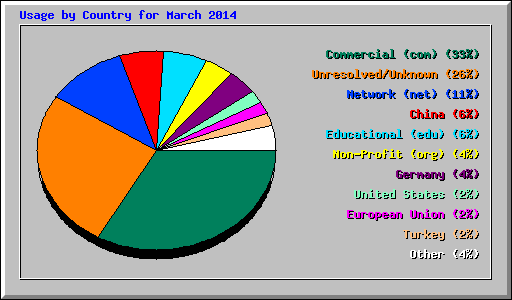 Usage by Country for March 2014
Commercial (com) (33%)
Unresolved/Unknown (26%)
Network (net) (11%)
China (6%)
Educational (edu) (6%)
Non-Profit (org) (4%)
Germany (4%)
United States (2%)
European Union (2%)
Turkey (2%)
Other (4%)